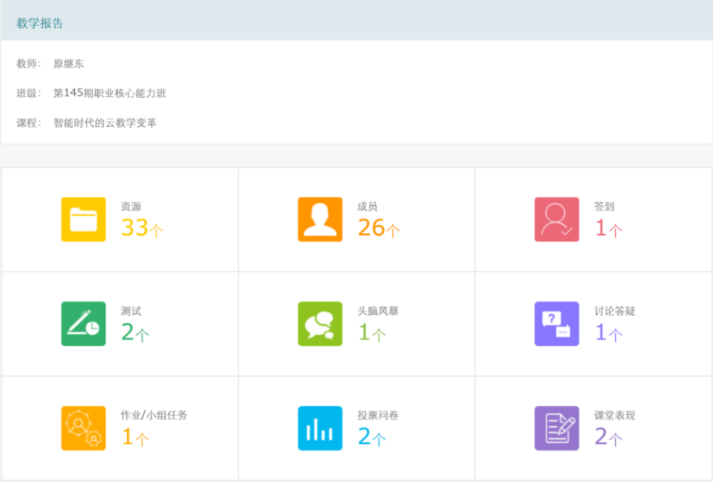 教学报告
教师： 原继东
班级： 第145期职业核心能力班
课程： 智能时代的云教学变革
资源
33个
成员
26个
签到
1个
测试
2个
头脑风暴
1个
讨论答疑
1个
作业/小组任务
1个
投票问卷
2个
课堂表现
2个